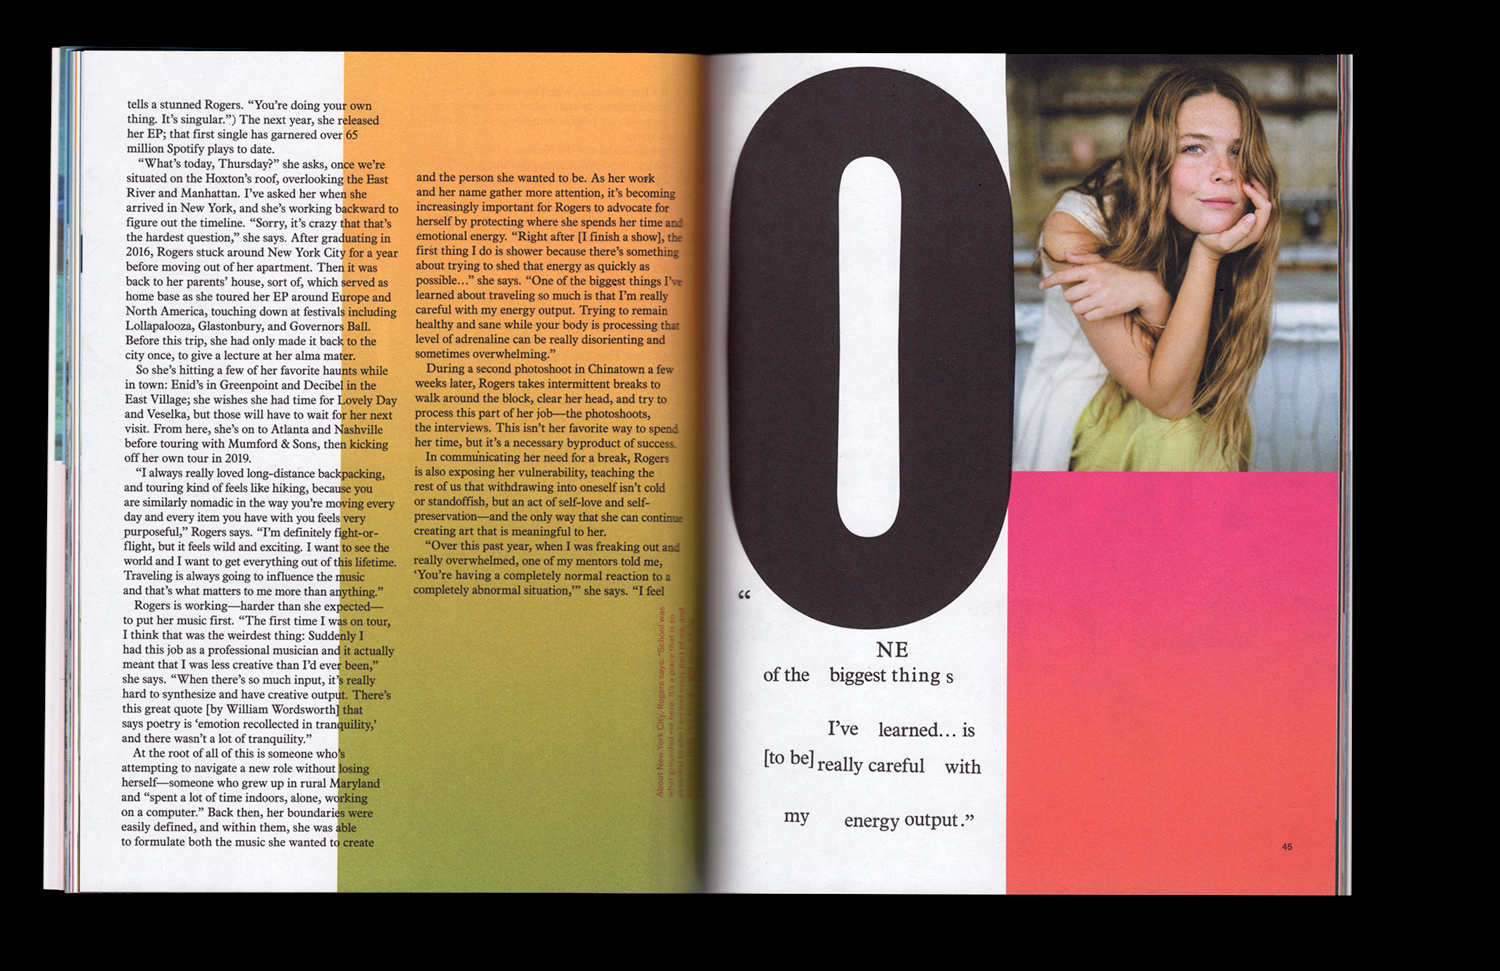 tells a stunned Rogers. “You’re doing your own
thing. It’s singular.”) The next year, she released
her EP; that first single has garnered over 65
million Spotify plays to date.
“What’s today, Thursday?” she asks, once we’re
situated on the Hoxton’s roof, overlooking the East
River and Manhattan. I’ve asked her when she
arrived in New York, and she’s working backward to
figure out the timeline. “Sorry, it’s crazy that that’s
the hardest question,” she says. After graduating in
2016, Rogers stuck around New York City for a year
before moving out of her apartment. Then it was
back to her parents’ house, sort of, which served as
home base as she toured her EP around Europe and
North America, touching down at festivals including
Lollapalooza, Glastonbury, and Governors Ball.
Before this trip, she had only made it back to the
city once, to give a lecture at her alma mater.
So she’s hitting a few of her favorite haunts while
in town: Enid’s in Greenpoint and Decibel in the
East Village; she wishes she had time for Lovely Day
and Veselka, but those will have to wait for her next
visit. From here, she’s on to Atlanta and Nashville
before touring with Mumford & Sons, then kicking
off her own tour in 2019.
“I always really loved long-distance backpacking,
and touring kind of feels like hiking, because you
are similarly nomadic in the way you’re moving every
day and every item you have with you feels very
purposeful,” Rogers says. “I’m definitely fight-or-
flight, but it feels wild and exciting. I want to see the
world and I want to get everything out of this lifetime.
Traveling is always going to influence the music
and that’s what matters to me more than anything.”
Rogers is working—harder than she expected—
to put her music first. “The first time I was on tour,
I think that was the weirdest thing: Suddenly I
had this job as a professional musician and it actually
meant that I was less creative than I’d ever been,”
she says. “When there’s so much input, it’s really
hard to synthesize and have creative output. There’s
this great quote [by William Wordsworth] that
says poetry is ‘emotion recollected in tranquility,’
and there wasn’t a lot of tranquility.”
At the root of all of this is someone who’s
attempting to navigate a new role without losing
herself—someone who grew up in rural Maryland
and “spent a lot of time indoors, alone, working
on a computer.” Back then, her boundaries were
easily defined, and within them, she was able
to formulate both the music she wanted to create
and the person she wanted to be. As her work
and her name gather more attention, it’s becoming
increasingly important for Rogers to advocate for
herself by protecting where she spends her time and
emotional energy. “Right after [I finish a show], the
first thing I do is shower because there’s something
about trying to shed that energy as quickly as
possible…” she says. “One of the biggest things I’ve
learned about traveling so much is that I’m really
careful with my energy output. Trying to remain
healthy and sane while your body is processing that
level of adrenaline can be really disorienting and
sometimes overwhelming.”
During a second photoshoot in Chinatown a few
weeks later, Rogers takes intermittent breaks to
walk around the block, clear her head, and try to
process this part of her job—the photoshoots,
the interviews. This isn’t her favorite way to spend
her time, but it’s a necessary byproduct of success.
In communicating her need for a break, Rogers
is also exposing her vulnerability, teaching the
rest of us that withdrawing into oneself isn’t cold
or standoffish, but an act of self-love and self-
preservation—and the only way that she can continue
creating art that is meaningful to her.
“Over this past year, when I was freaking out and
really overwhelmed, one of my mentors told me,
‘You’re having a completely normal reaction to a
completely abnormal situation,’” she says. “I feel
About New York City, Rogers says: “School was
what grounded me here. It’s a place that is so
“
O
NE
of the biggest things
I’ve learned… is
[to be] really careful with
my energy output.”
45